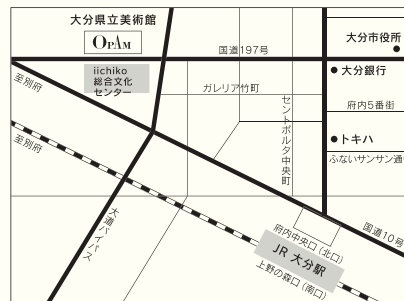 大分県立美術館
OPAM
大分市役所
国道197号
大分銀行
iichiko
総合文化
センター
至別府
ガレリア竹町
セントポルタ中央町
府内5番街
トキハ
至別府
ふないサンサン通
大道バイパス
府内中央口(北口)
国道10号
JR 大分駅
上野の森口(南口)